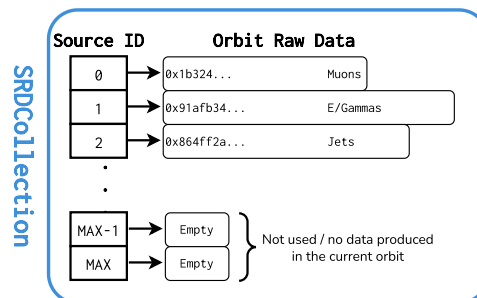 SRDCollection
Source ID Orbit Raw Data
0 0x1b324... Muons
1 0x91afb34... E/Gammas
2 0x864ff2a... Jets
MAX-1 Empty
MAX Empty
Not used / no data produced
in the current orbit